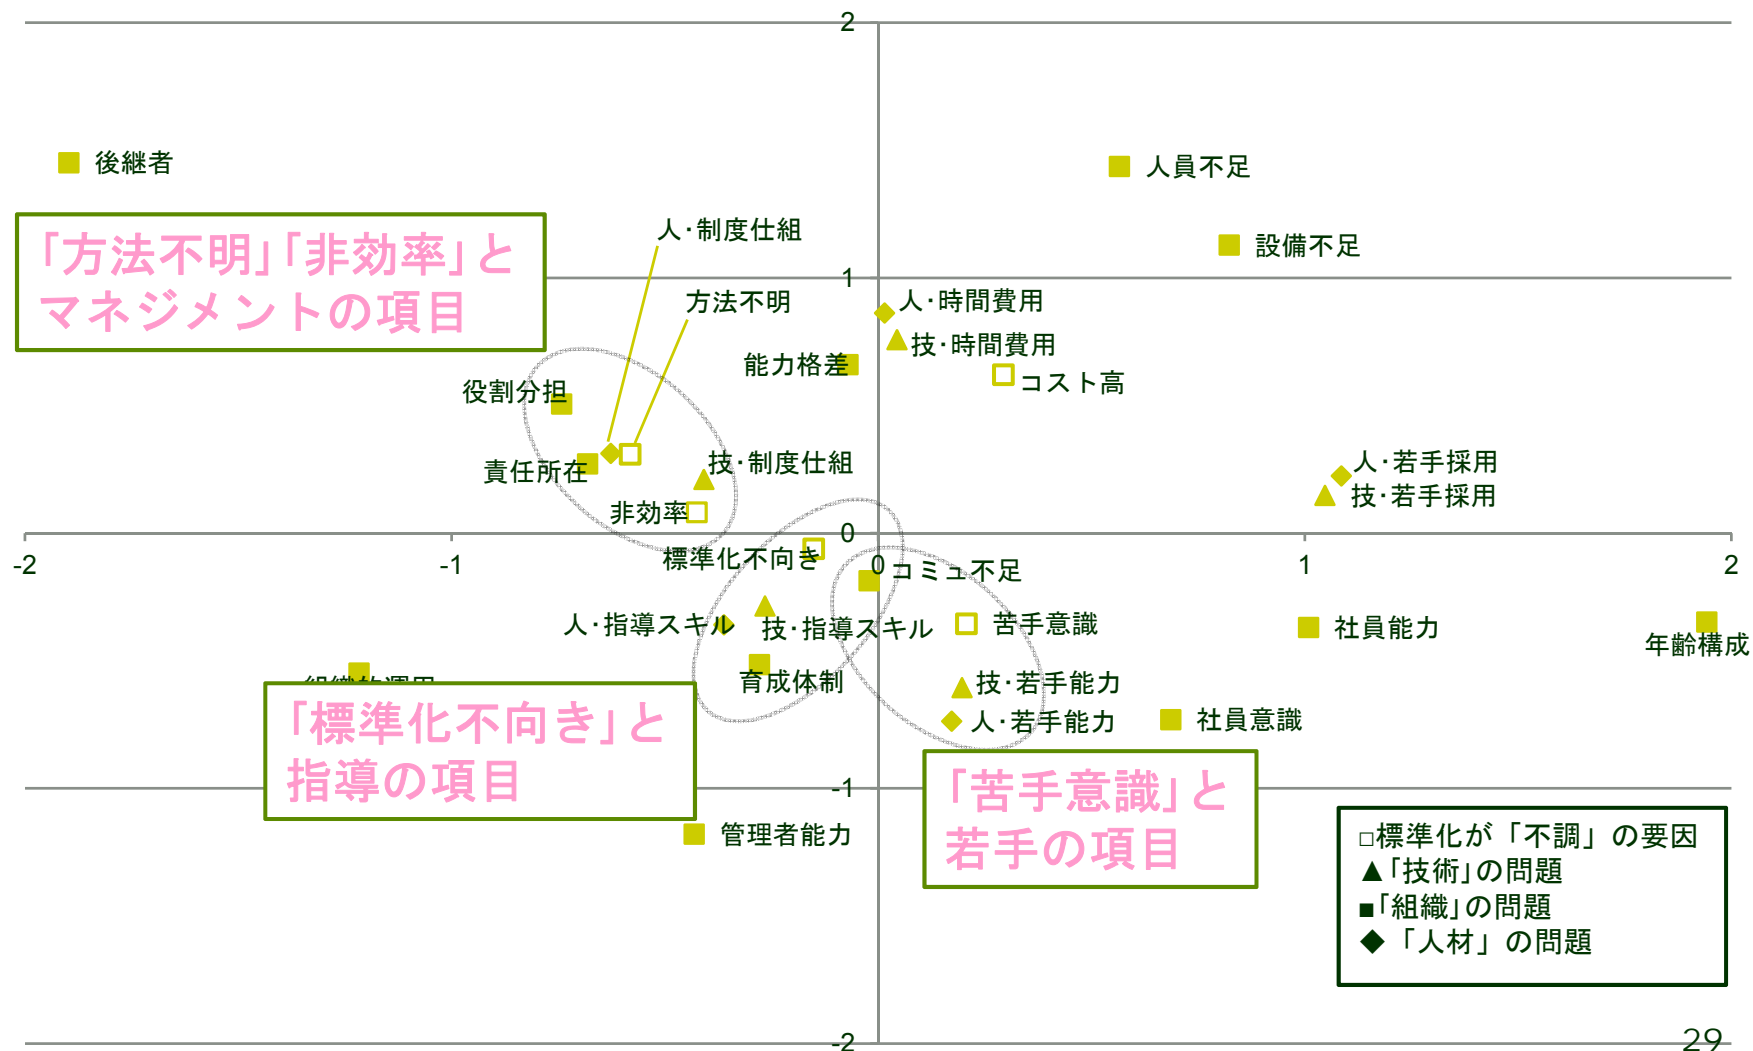 2
後継者
人員不足
人･制度仕組
設備不足
「方法不明」「非効率」と
マネジメントの項目
1
方法不明
人･時間費用
技･時間費用
能力格差
コスト高
役割分担
責任所在
技･制度仕組
人･若手採用
技･若手採用
非効率
0
標準化不向き
-2
-1
0
1
2
コミュ不足
人･指導スキル
技･指導スキル
苦手意識
社員能力
年齢構成
育成体制
技･若手能力
人･若手能力
社員意識
組織的運用
「標準化不向き」と
指導の項目
-1
「苦手意識」と
若手の項目
管理者能力
□標準化が「不調」の要因
▲「技術」の問題
■「組織」の問題
◆「人材」の問題
-2
29